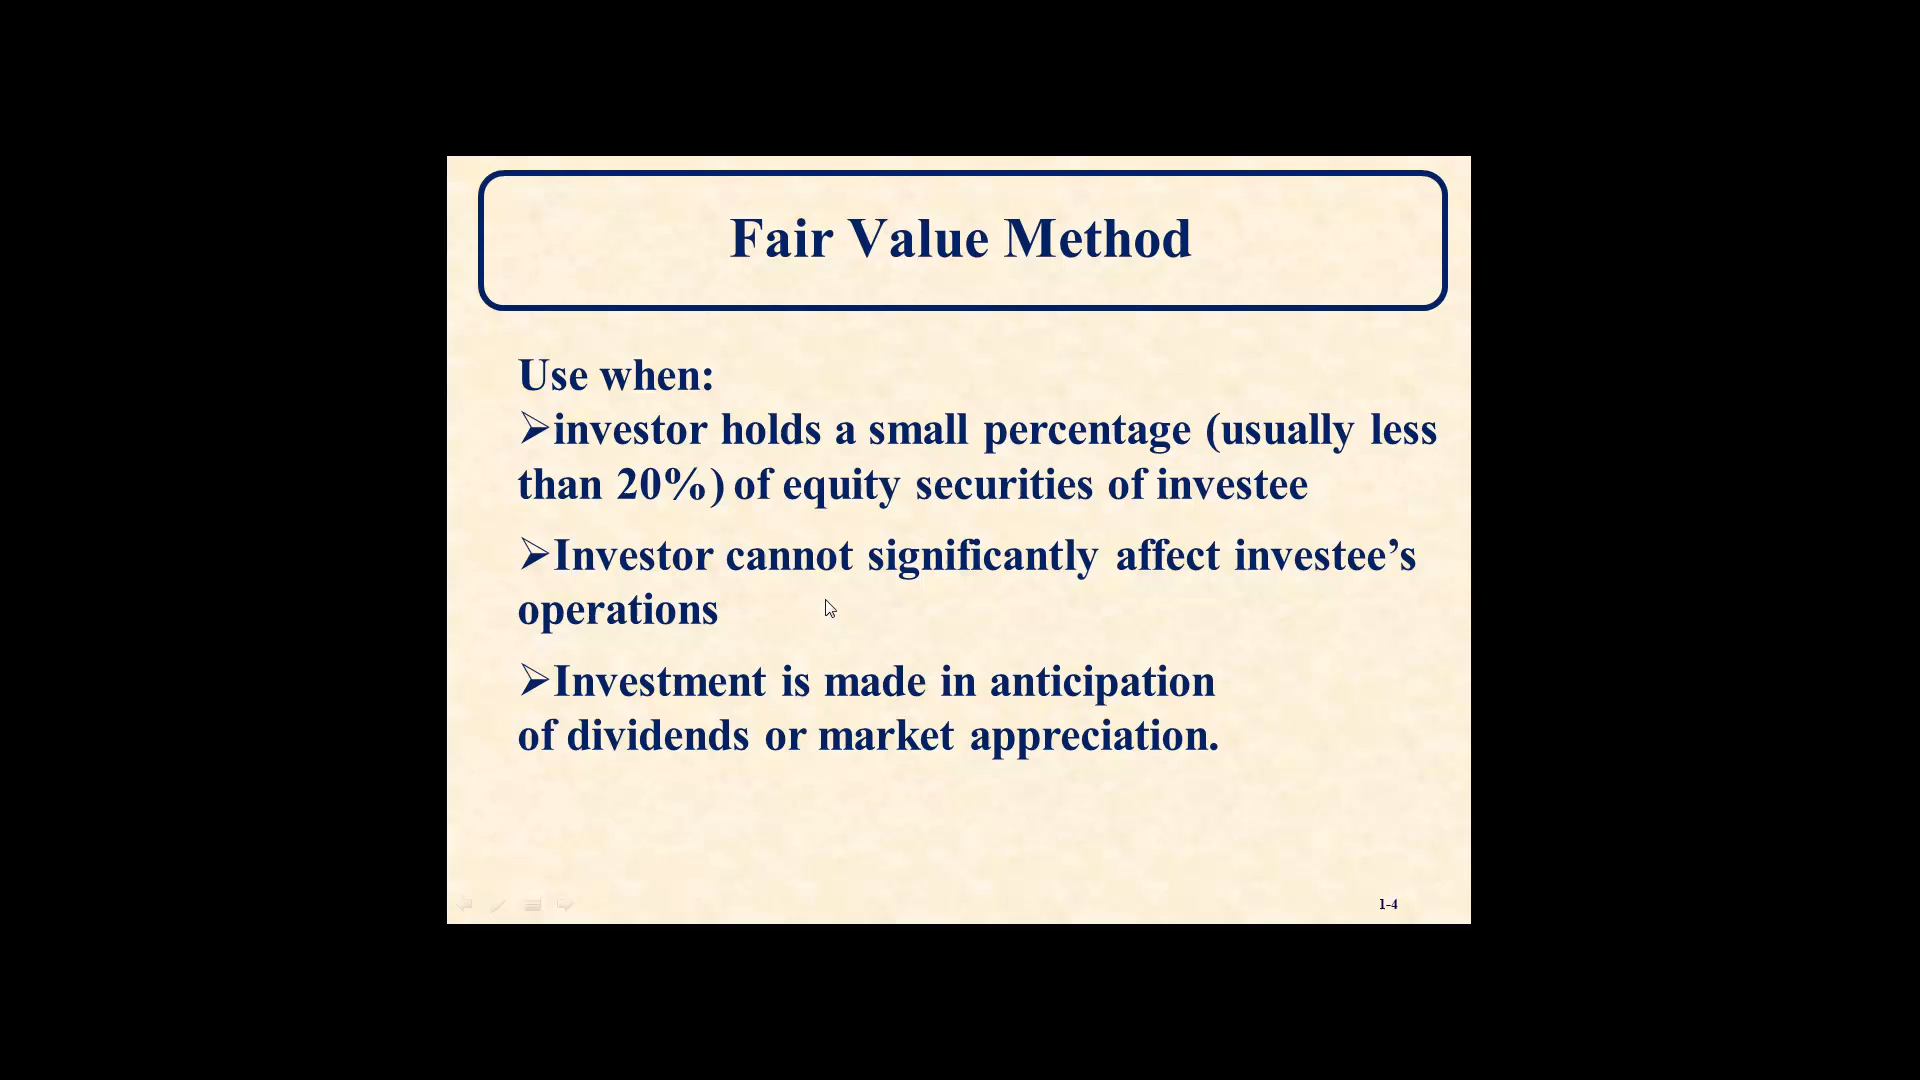 Fair Value Method
Use when:
➢investor holds a small percentage (usually less
than 20%) of equity securities of investee
➢Investor cannot significantly affect investee’s
operations
➢Investment is made in anticipation
of dividends or market appreciation.
1-4